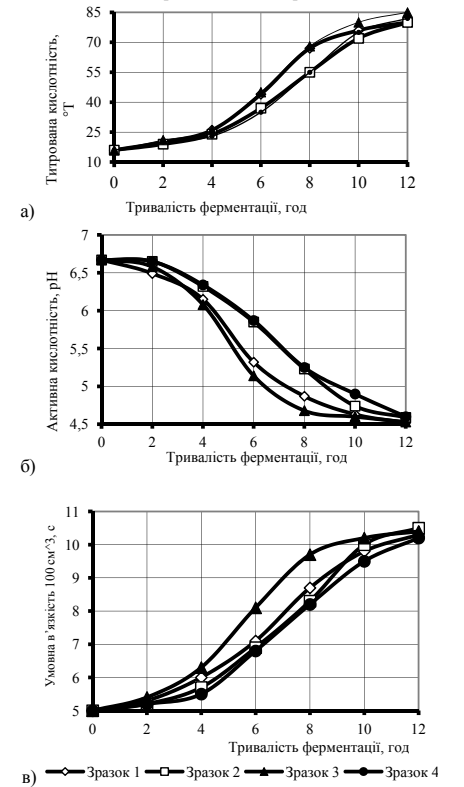 85
70
55
40
25
10
0 2 4 6 8 10 12
Титрована кислотність,
°Т
Тривалість ферментації, год
а)
7
6,5
6
5,5
5
4,5
0 2 4 6 8 10 12
Активна кислотність, рН
Тривалість ферментації, год
б)
11
10
9
8
7
6
5
0 2 4 6 8 10 12
Умовна в’язкість 100 см^3, с
Тривалість ферментації, год
в) Зразок 1 Зразок 2 Зразок 3 Зразок 4